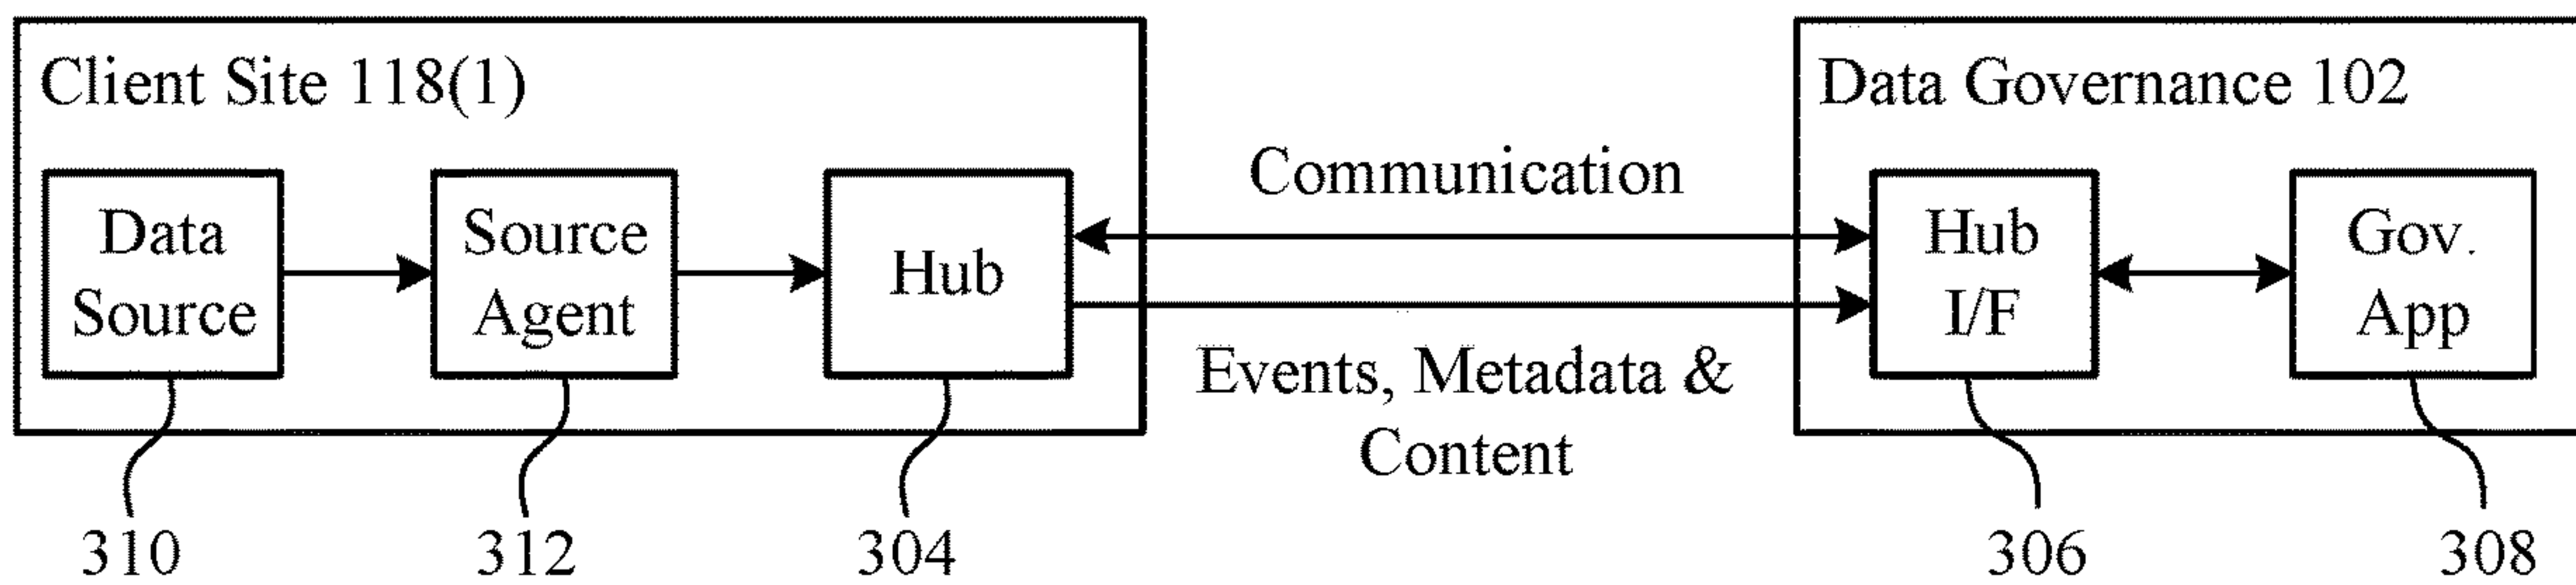 Client Site 118(1)
Data
Source
Source
Agent
Hub
Communication
Events, Metadata &
Content
Data Governance 102
Hub
I/F
Gov.
App
310
312
304
306
308